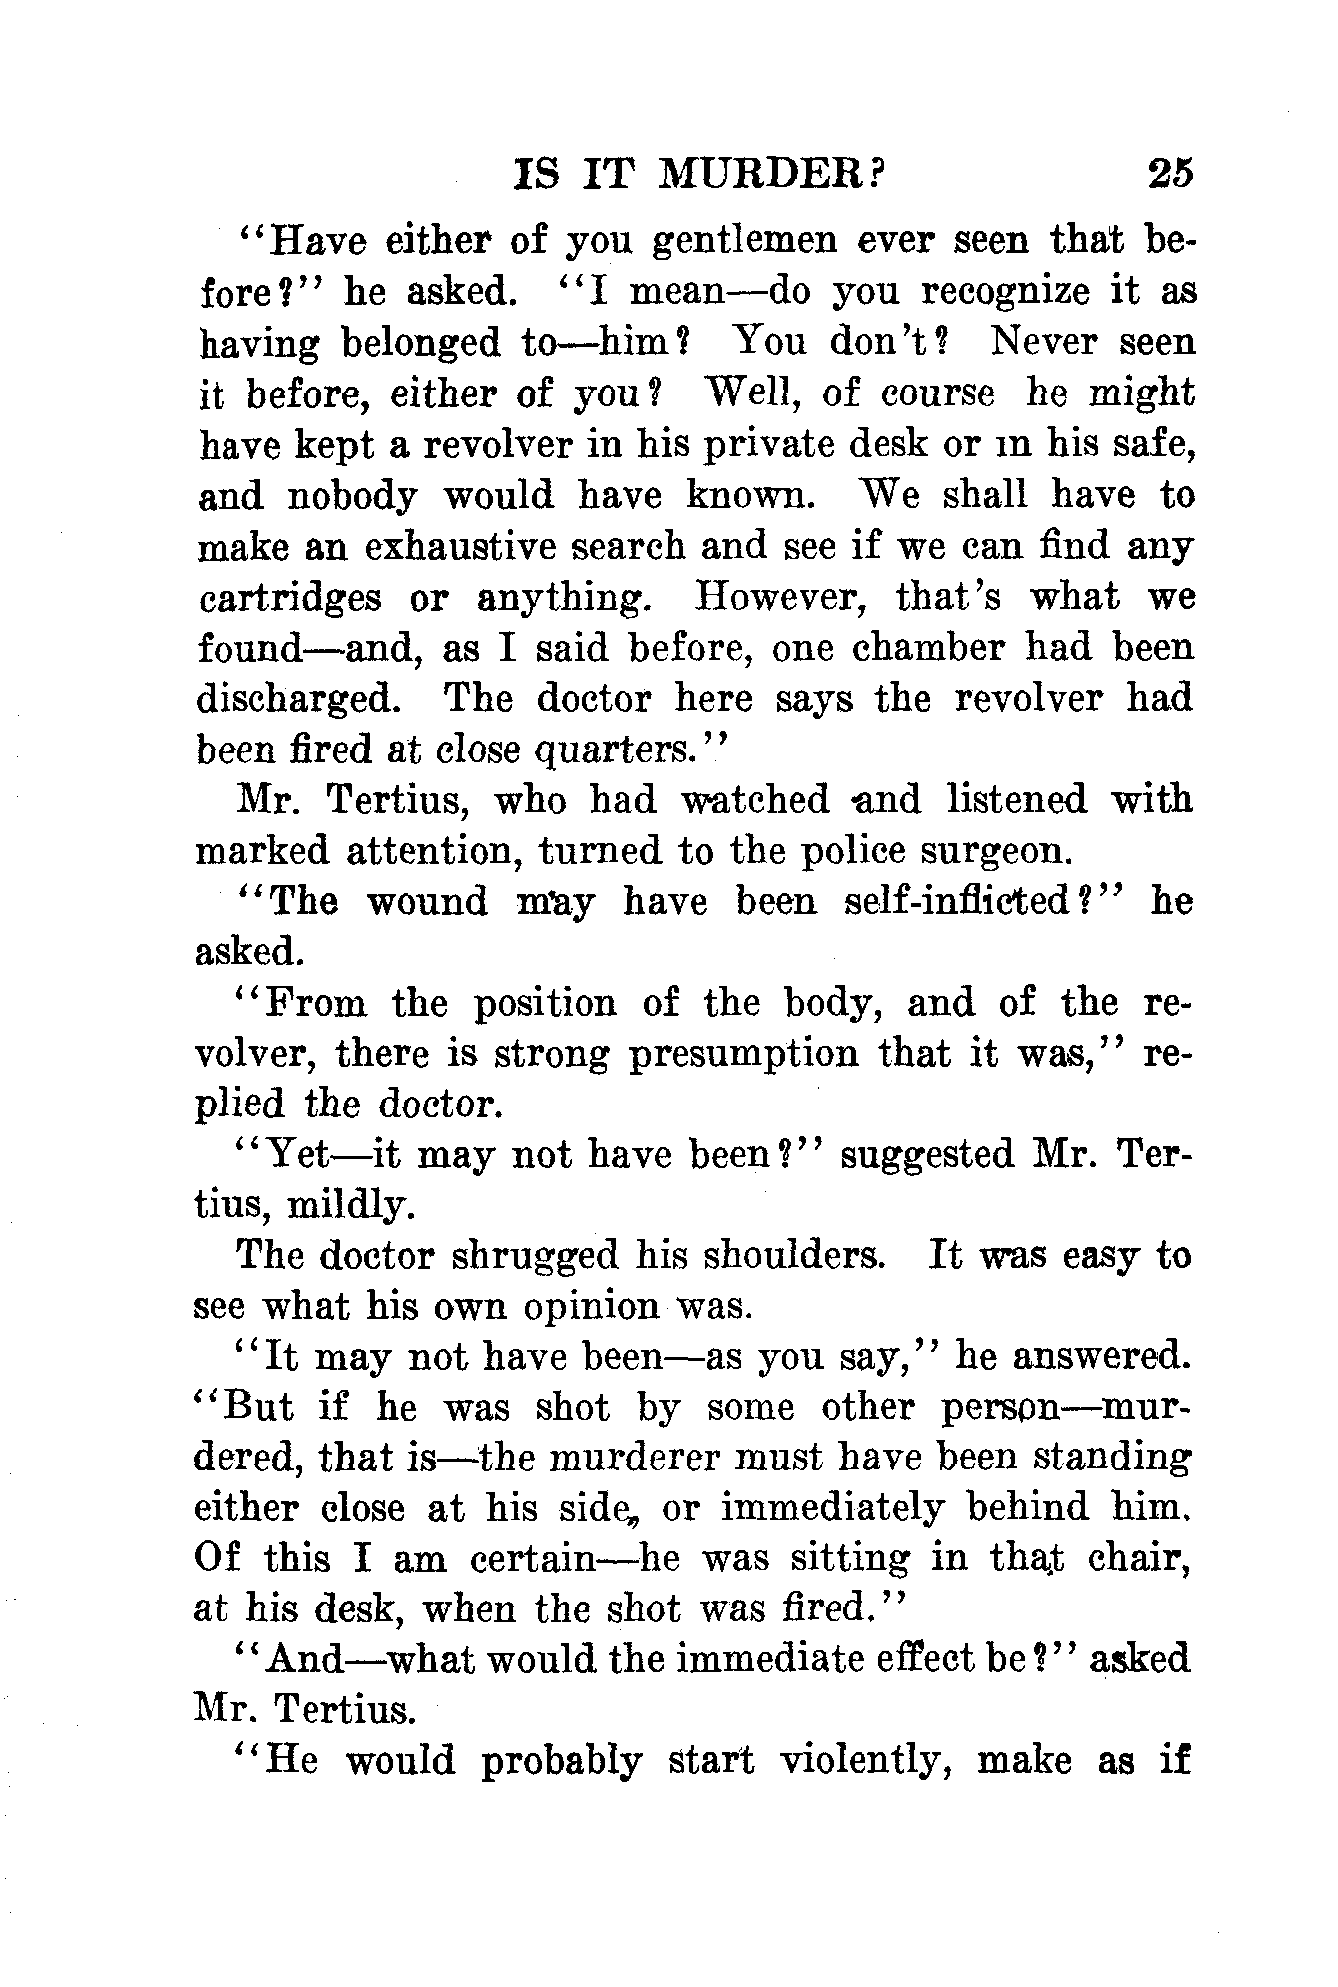 IS IT MURDER? 25
"Have either of you gentlemen ever seen that be-
fore?" he asked. "I mean—do you recognize it as
having belonged to—him? You don't? Never seen
it before, either of you? Well, of course he might
have kept a revolver in his private desk or in his safe,
and nobody would have known. We shall have to
make an exhaustive search and see if we can find any
cartridges or anything. However, that's what we
found—and, as I said before, one chamber had been
discharged. The doctor here says the revolver had
been fired at close quarters."
Mr. Tertius, who had watched and listened with
marked attention, turned to the police surgeon.
"The wound may have been self-inflicted?" he
asked.
"From the position of the body, and of the re-
volver, there is strong presumption that it was," re-
plied the doctor.
"Yet—it may not have been?" suggested Mr. Ter-
tius, mildly.
The doctor shrugged his shoulders. It was easy to
see what his own opinion was.
"It may not have been—as you say," he answered.
"But if he was shot by some other person—mur-
dered, that is—the murderer must have been standing
either close at his side, or immediately behind him.
Of this I am certain—he was sitting in that chair,
at his desk, when the shot was fired."
"And—what would the immediate effect be?" asked
Mr. Tertius.
"He would probably start violently, make as if